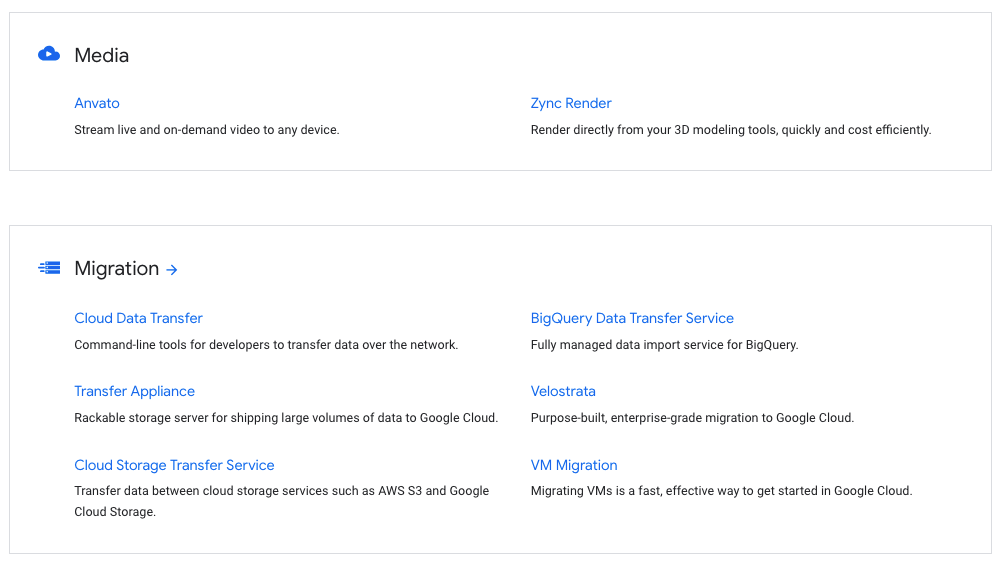 Media
Anvato
Stream live and on-demand video to any device.
Zync Render
Render directly from your 3D modeling tools, quickly and cost efficiently.
Migration →
Cloud Data Transfer
Command-line tools for developers to transfer data over the network.
BigQuery Data Transfer Service
Fully managed data import service for BigQuery.
Transfer Appliance
Rackable storage server for shipping large volumes of data to Google Cloud.
Velostrata
Purpose-built, enterprise-grade migration to Google Cloud.
Cloud Storage Transfer Service
Transfer data between cloud storage services such as AWS S3 and Google
Cloud Storage.
VM Migration
Migrating VMs is a fast, effective way to get started in Google Cloud.